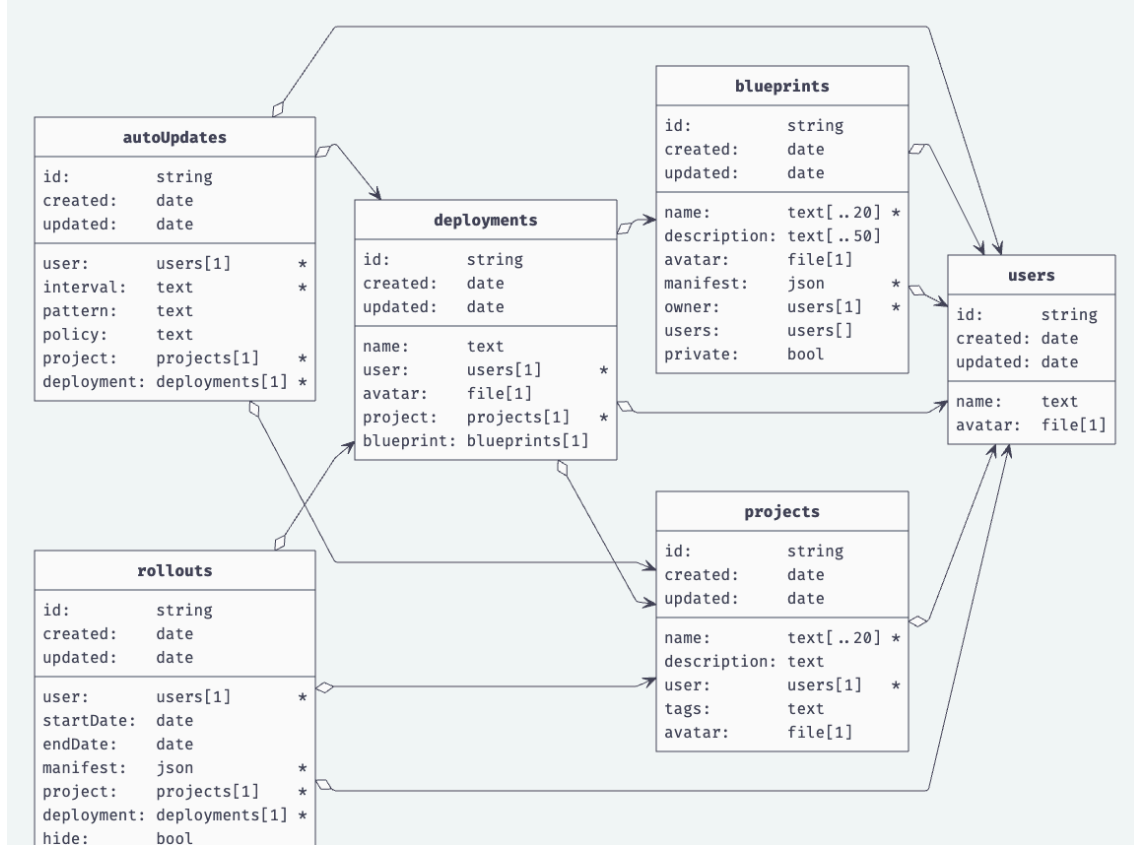 autoUpdates
id: string
created: date
updated: date
user: users[1] *
interval: text *
pattern: text
policy: text
project: projects[1] *
deployment: deployments[1] *
deployments
id: string
created: date
updated: date
name: text
user: users[1] *
avatar: file[1]
project: projects[1] *
blueprint: blueprints[1]
blueprints
id: string
created: date
updated: date
name: text[..20] *
description: text[..50]
avatar: file[1]
manifest: json *
owner: users[1] *
users: users[]
private: bool
users
id: string
created: date
updated: date
name: text
avatar: file[1]
rollouts
id: string
created: date
updated: date
user: users[1] *
startDate: date
endDate: date
manifest: json *
project: projects[1] *
deployment: deployments[1] *
hide: bool
projects
id: string
created: date
updated: date
name: text[..20] *
description: text
user: users[1] *
tags: text
avatar: file[1]